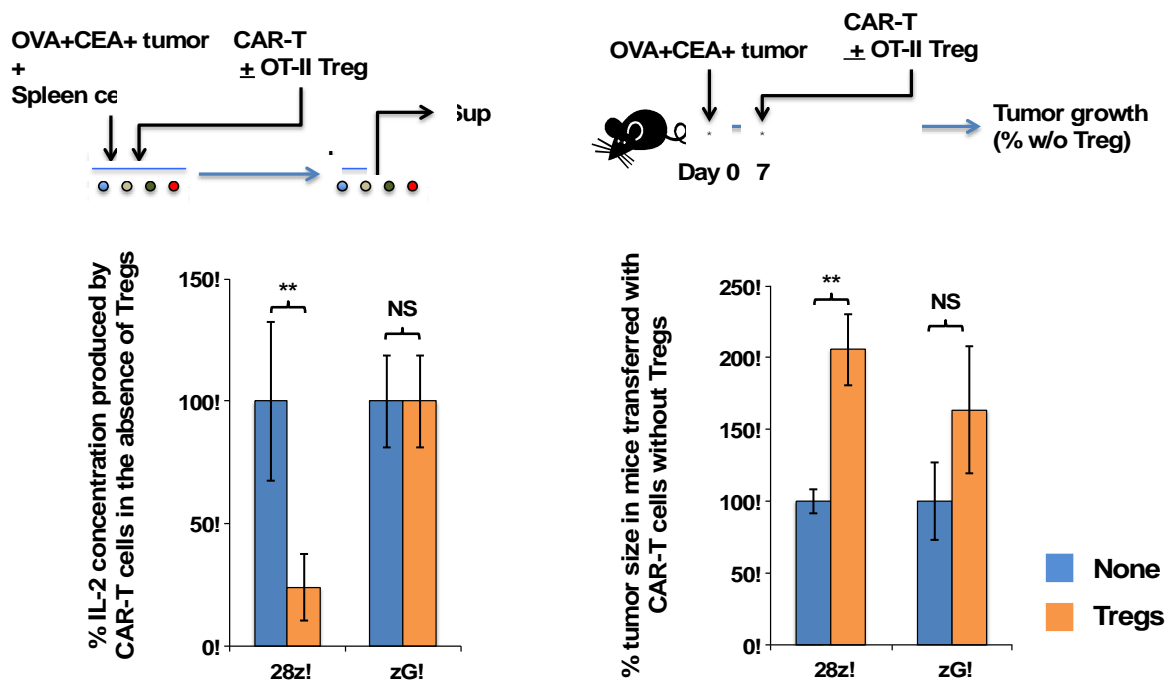 OVA+CEA+ tumor
+
Spleen ce
CAR-T
+ OT-II Treg
Sup
OVA+CEA+ tumor
CAR-T
+ OT-II Treg
Day 0 7
Tumor growth
(% w/o Treg)
% IL-2 concentration produced by
CAR-T cells in the absence of Tregs
150!
100!
50!
0!
**
NS
28z!
zG!
% tumor size in mice transferred with
CAR-T cells without Tregs
250!
200!
150!
100!
50!
0!
**
NS
28z!
zG!
None
Tregs